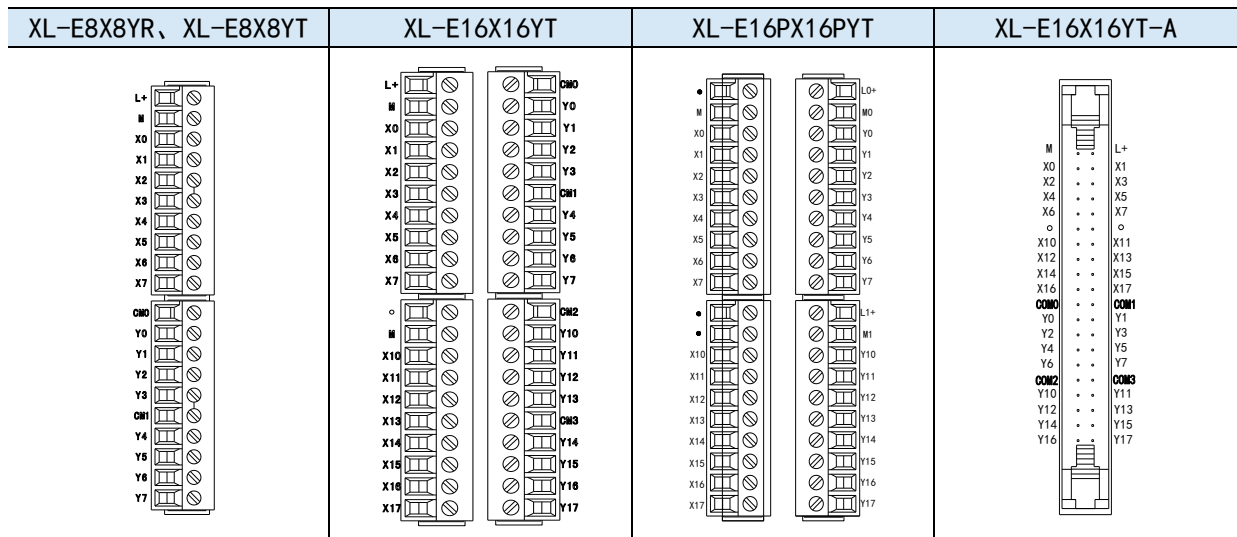 XL-E8X8YR、XL-E8X8YT
XL-E16X16YT
XL-E16PX16PYT
XL-E16X16YT-A
L+
M
X0
X1
X2
X3
X4
X5
X6
X7
CM0
Y0
Y1
Y2
Y3
CM1
Y4
Y5
Y6
Y7
L+ CM0
M Y0
X0 Y1
X1 Y2
X2 Y3
X3 CM1
X4 Y4
X5 Y5
X6 Y6
X7 Y7
○ CM2
M Y10
X10 Y11
X11 Y12
X12 Y13
X13 CM3
X14 Y14
X15 Y15
X16 Y16
X17 Y17
● L0+
M M0
X0 Y0
X1 Y1
X2 Y2
X3 Y3
X4 Y4
X5 Y5
X6 Y6
X7 Y7
● L1+
● M1
X10 Y10
X11 Y11
X12 Y12
X13 Y13
X14 Y14
X15 Y15
X16 Y16
X17 Y17
M L+
X0 X1
X2 X3
X4 X5
X6 X7
○ ○
X10 X11
X12 X13
X14 X15
X16 X17
COM0 COM1
Y0 Y1
Y2 Y3
Y4 Y5
Y6 Y7
COM2 COM3
Y10 Y11
Y12 Y13
Y14 Y15
Y16 Y17